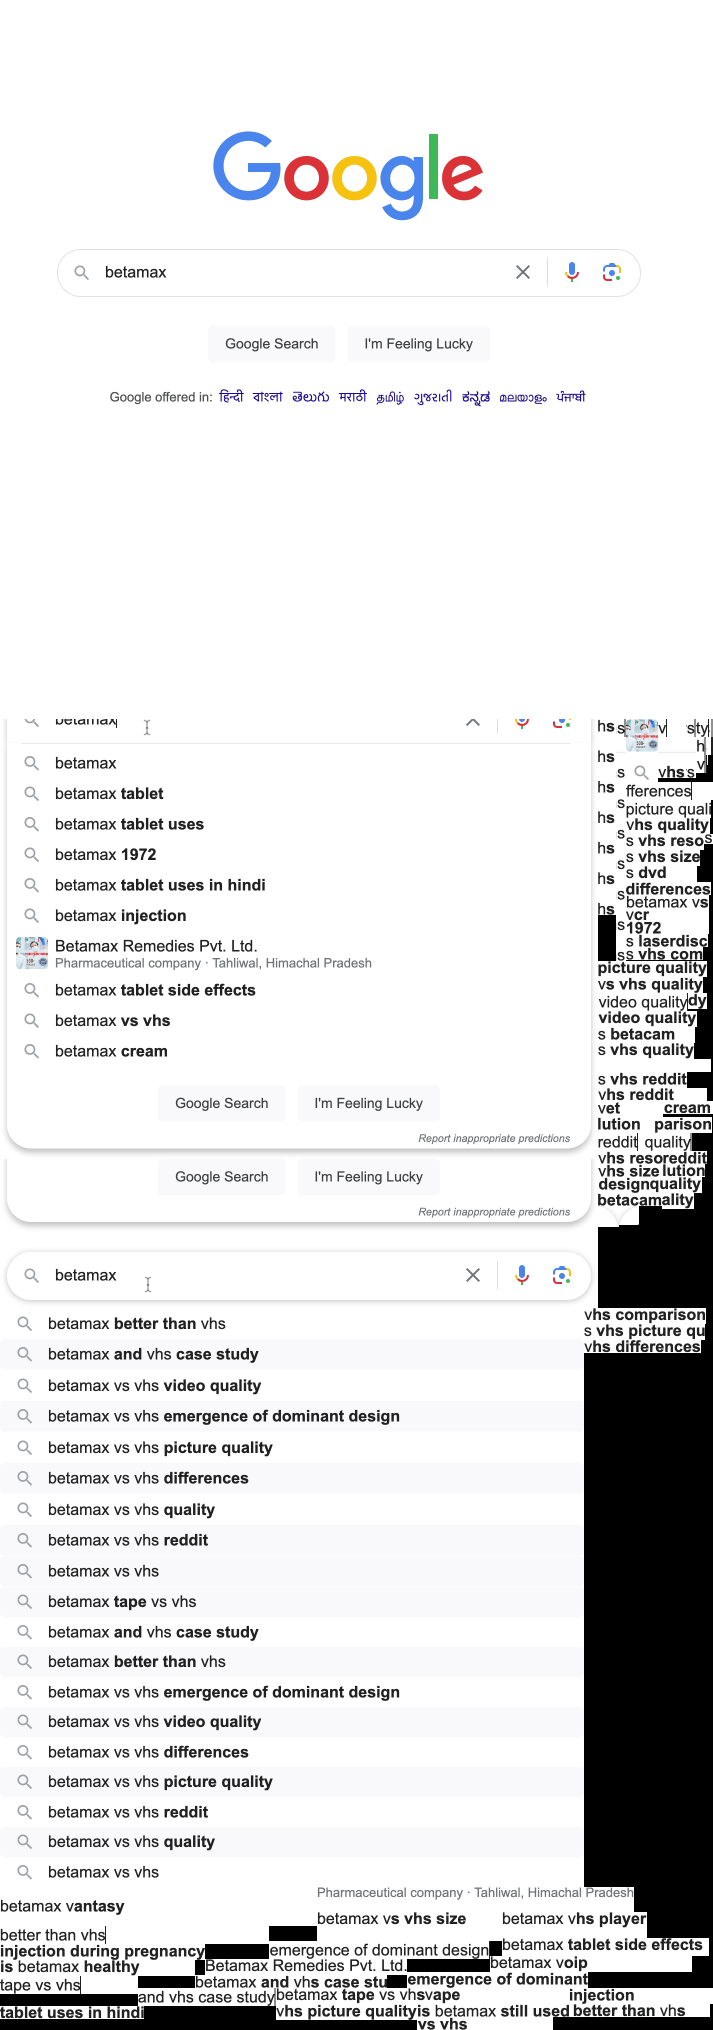 Google
betamax
Google Search I'm Feeling Lucky
Google offered in: हिन्दी বাংলা తెలుగు मराठी தமிழ் ગુજરાતી ಕನ್ನಡ മലയാളം ਪੰਜਾਬੀ
betamax
betamax
betamax tablet
betamax tablet uses
betamax 1972
betamax tablet uses in hindi
betamax injection
Betamax Remedies Pvt. Ltd.
Pharmaceutical company · Tahliwal, Himachal Pradesh
betamax tablet side effects
betamax vs vhs
betamax cream
Google Search I'm Feeling Lucky
Report inappropriate predictions
Google Search I'm Feeling Lucky
Report inappropriate predictions
hs
hs
hs
hs
hs
hs
hs
vhs
fferences
picture quali
vhs quality
s vhs reso
s vhs size
s dvd
differences
betamax vs
vcr
1972
s laserdisc
ss vhs com
picture quality
vs vhs quality
video quality dy
video quality
s betacam
s vhs quality
s vhs reddit
vhs reddit
vet cream
lution parison
reddit quality
vhs resoreddit
vhs size lution
designquality
betacamality
betamax
vhs comparison
s vhs picture qu
vhs differences
betamax better than vhs
betamax and vhs case study
betamax vs vhs video quality
betamax vs vhs emergence of dominant design
betamax vs vhs picture quality
betamax vs vhs differences
betamax vs vhs quality
betamax vs vhs reddit
betamax vs vhs
betamax tape vs vhs
betamax and vhs case study
betamax better than vhs
betamax vs vhs emergence of dominant design
betamax vs vhs video quality
betamax vs vhs differences
betamax vs vhs picture quality
betamax vs vhs reddit
betamax vs vhs quality
betamax vs vhs
Pharmaceutical company · Tahliwal, Himachal Pradesh
betamax vantasy
betamax vs vhs size betamax vhs player
better than vhs
betamax tablet side effects
injection during pregnancy emergence of dominant design
is betamax healthy Betamax Remedies Pvt. Ltd. betamax voip
tape vs vhs betamax and vhs case stu emergence of dominant
and vhs case study betamax tape vs vhs vape injection
tablet uses in hindi vhs picture quality is betamax still used better than vhs
vs vhs